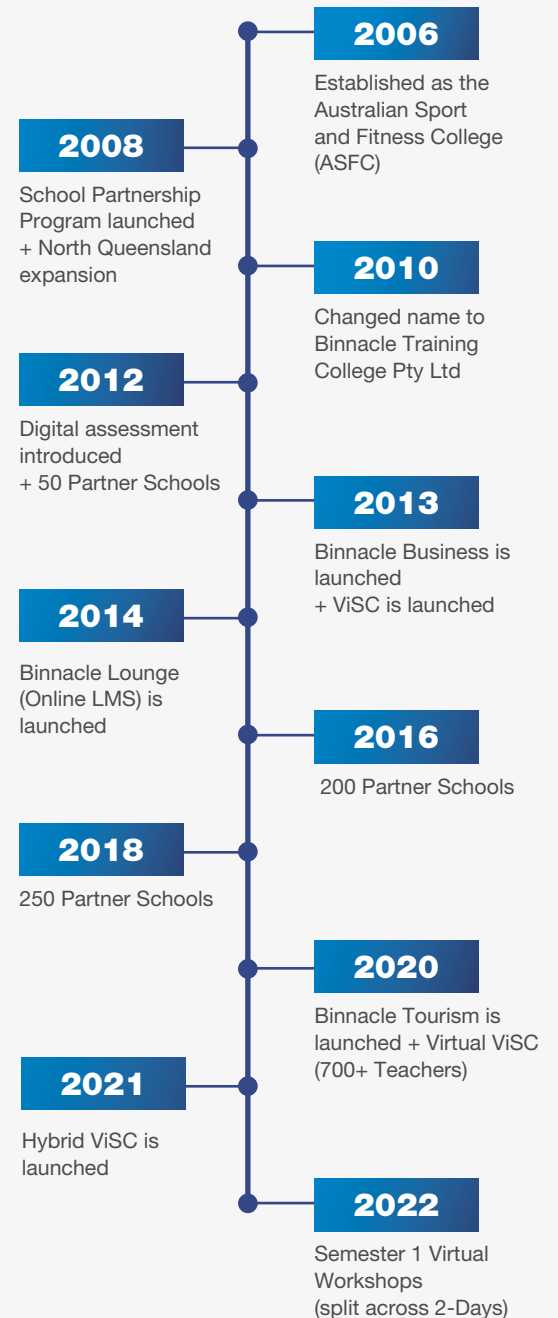 2006
Established as the
Australian Sport
and Fitness College
(ASFC)
2008
School Partnership
Program launched
+ North Queensland
expansion
2010
Changed name to
Binnacle Training
College Pty Ltd
2012
Digital assessment
introduced
+ 50 Partner Schools
2013
Binnacle Business is
launched
+ ViSC is launched
2014
Binnacle Lounge
(Online LMS) is
launched
2016
200 Partner Schools
2018
250 Partner Schools
2020
Binnacle Tourism is
launched + Virtual ViSC
(700+ Teachers)
2021
Hybrid ViSC is
launched
2022
Semester 1 Virtual
Workshops
(split across 2-Days)